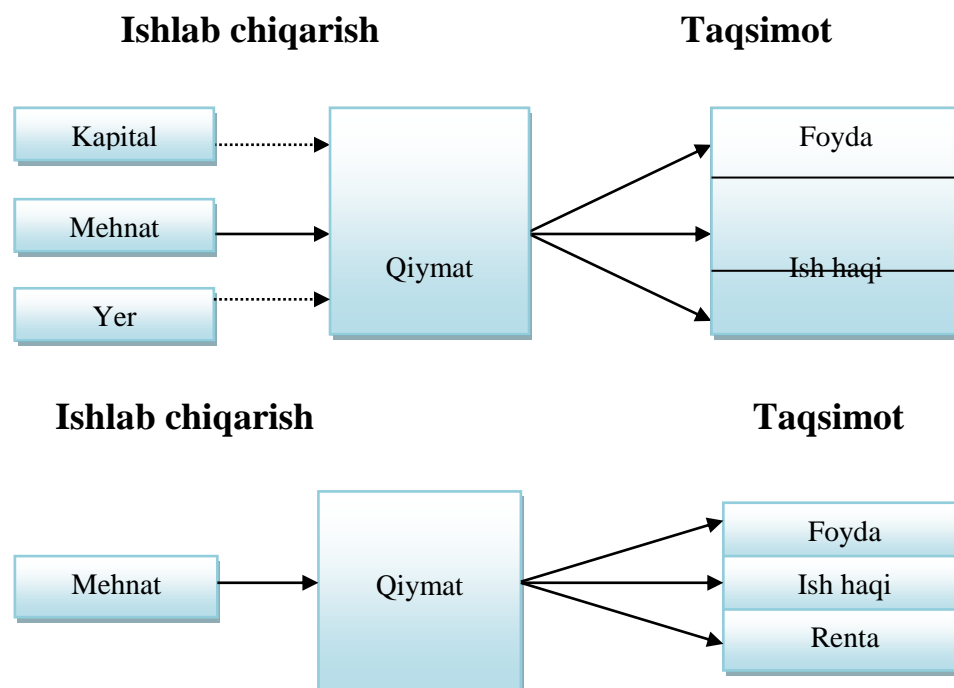 Ishlab chiqarish
Taqsimot
Kapital
Mehnat
Yer
Qiymat
Foyda
Ish haqi
Ishlab chiqarish
Taqsimot
Mehnat
Qiymat
Foyda
Ish haqi
Renta